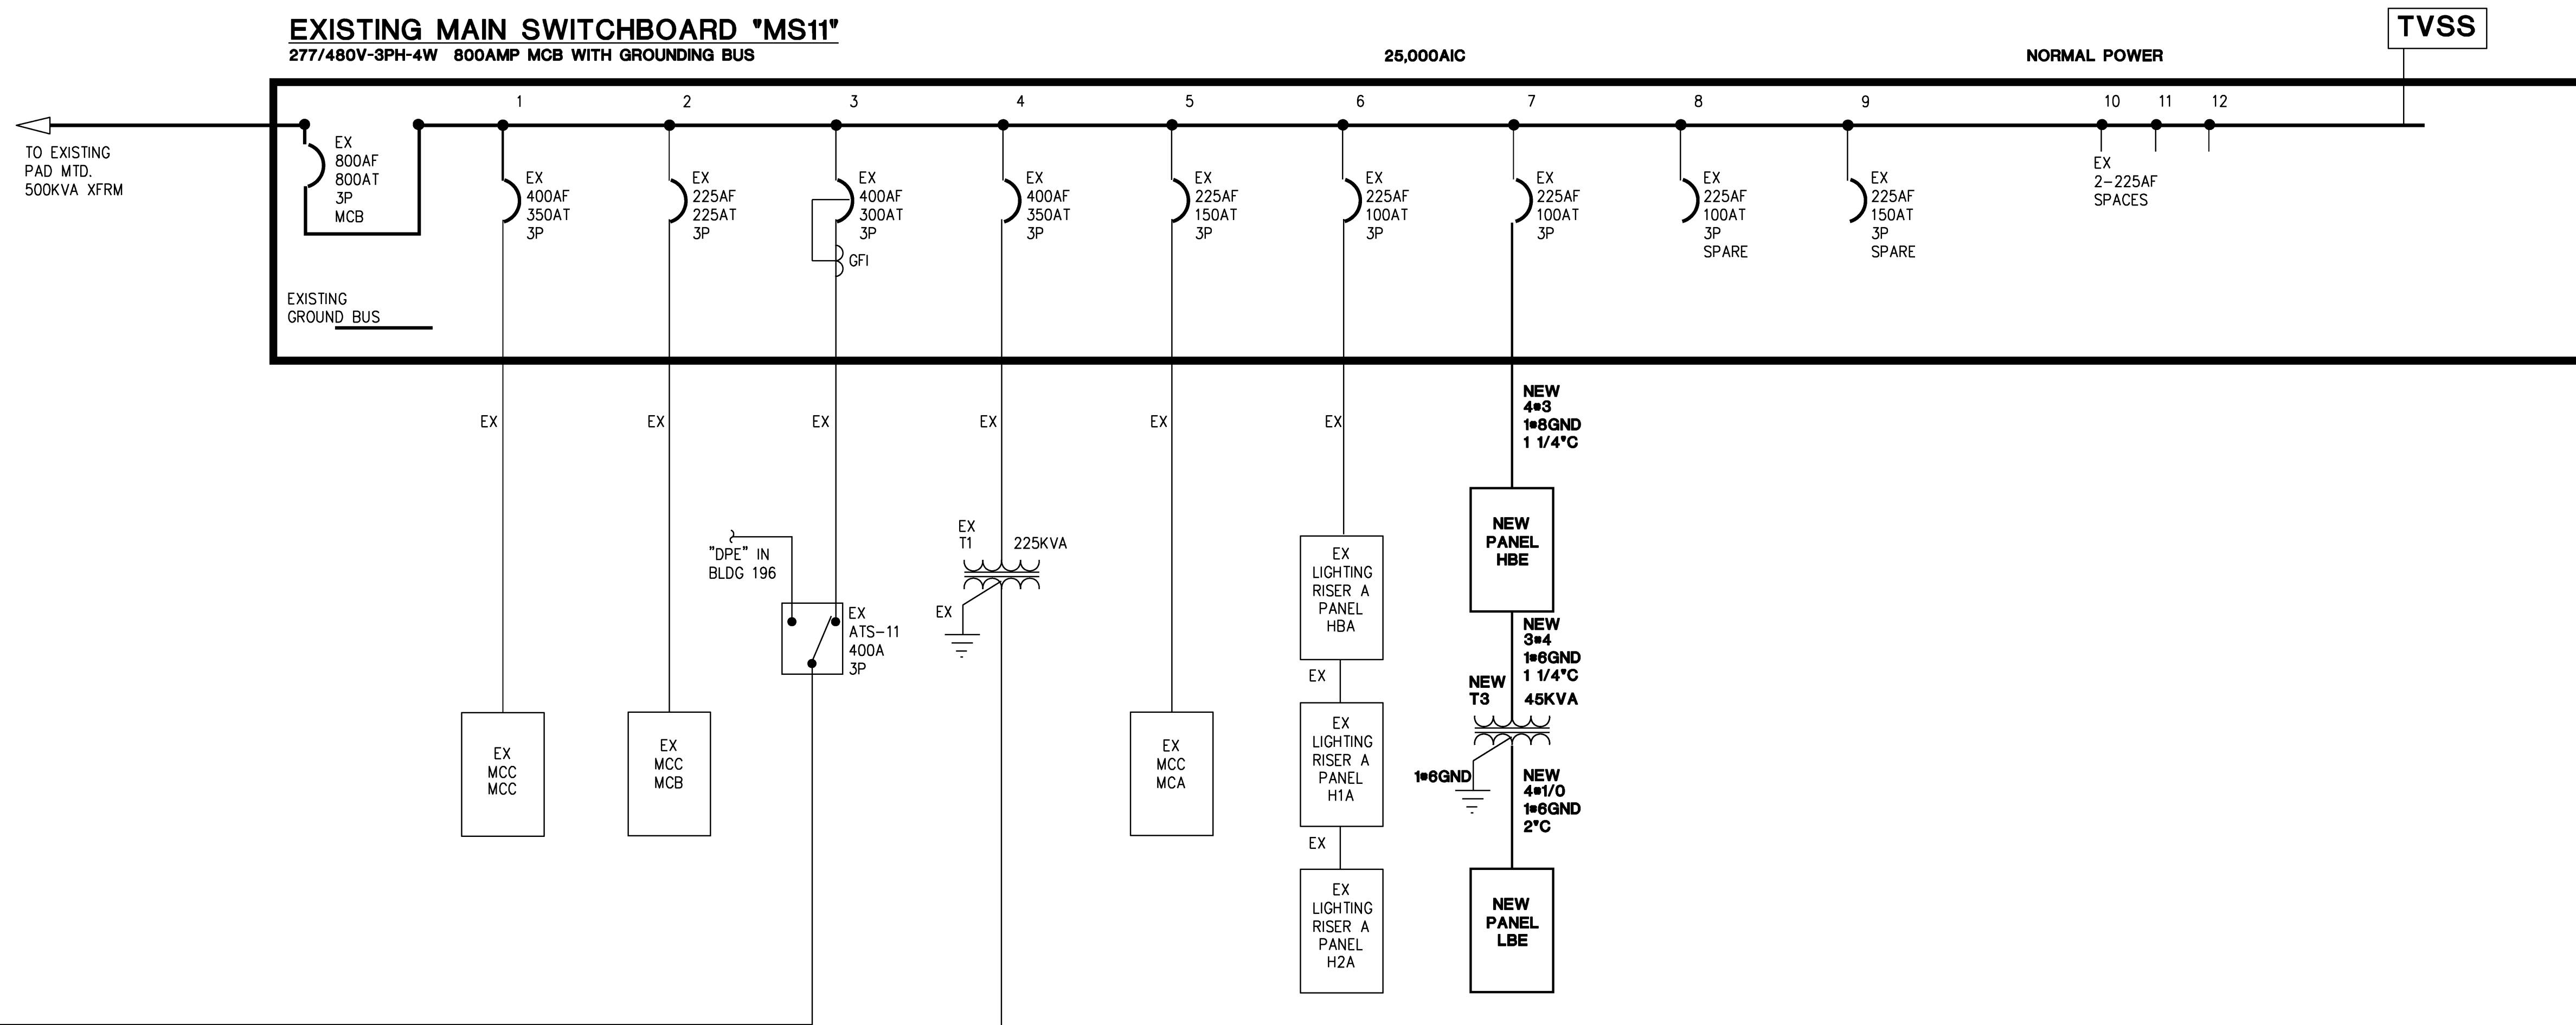 EXISTING MAIN SWITCHBOARD "MS11"
277/480V-3PH-4W 800AMP MCB WITH GROUNDING BUS
25,000AIC
NORMAL POWER
TVSS
1
2
3
4
5
6
7
8
9
10
11
12
TO EXISTING
PAD MTD.
500KVA XFRM
EX
800AF
800AT
3P
MCB
EX
400AF
350AT
3P
EX
225AF
225AT
3P
EX
400AF
300AT
3P
GFI
EX
400AF
350AT
3P
EX
225AF
150AT
3P
EX
225AF
100AT
3P
EX
225AF
100AT
3P
EX
225AF
100AT
3P
SPARE
EX
225AF
150AT
3P
SPARE
EX
2-225AF
SPACES
EXISTING
GROUND BUS
EX
EX
EX
EX
EX
EX
NEW
4#3
1#8GND
1 1/4"C
"DPE" IN
BLDG 196
EX
ATS-11
400A
3P
EX
T1
225KVA
EX
EX
LIGHTING
RISER A
PANEL
HBA
EX
EX
LIGHTING
RISER A
PANEL
H1A
EX
EX
LIGHTING
RISER A
PANEL
H2A
NEW
PANEL
HBE
NEW
3#4
1#6GND
1 1/4"C
NEW
T3
45KVA
1#6GND
NEW
4#1/0
1#6GND
2"C
NEW
PANEL
LBE
EX
MCC
MCC
EX
MCC
MCB
EX
MCC
MCA